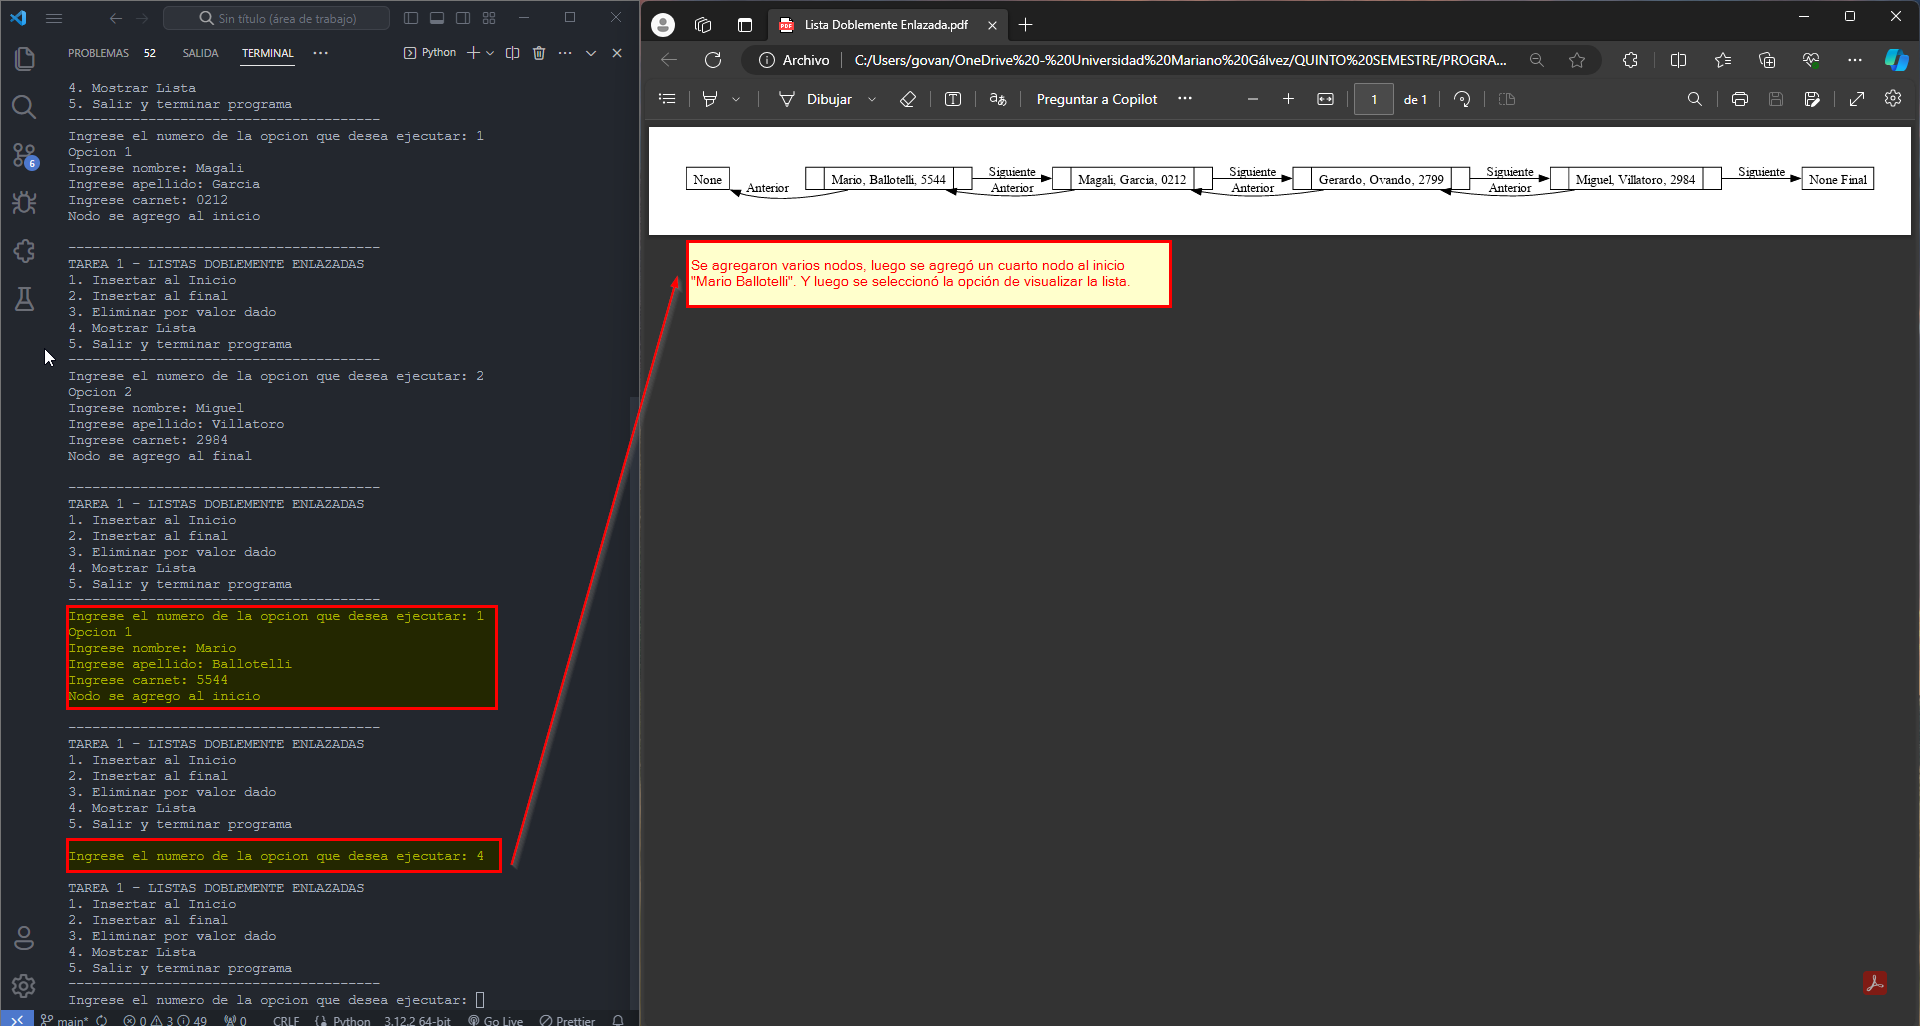 Sin título (área de trabajo)
PROBLEMAS 52 SALIDA TERMINAL ··· Python
4. Mostrar Lista
5. Salir y terminar programa
---------------------------------------
Ingrese el numero de la opcion que desea ejecutar: 1
Opcion 1
Ingrese nombre: Magali
Ingrese apellido: Garcia
Ingrese carnet: 0212
Nodo se agrego al inicio
---------------------------------------
TAREA 1 - LISTAS DOBLEMENTE ENLAZADAS
1. Insertar al Inicio
2. Insertar al final
3. Eliminar por valor dado
4. Mostrar Lista
5. Salir y terminar programa
---------------------------------------
Ingrese el numero de la opcion que desea ejecutar: 2
Opcion 2
Ingrese nombre: Miguel
Ingrese apellido: Villatoro
Ingrese carnet: 2984
Nodo se agrego al final
---------------------------------------
TAREA 1 - LISTAS DOBLEMENTE ENLAZADAS
1. Insertar al Inicio
2. Insertar al final
3. Eliminar por valor dado
4. Mostrar Lista
5. Salir y terminar programa
---------------------------------------
Ingrese el numero de la opcion que desea ejecutar: 1
Opcion 1
Ingrese nombre: Mario
Ingrese apellido: Ballotelli
Ingrese carnet: 5544
Nodo se agrego al inicio
---------------------------------------
TAREA 1 - LISTAS DOBLEMENTE ENLAZADAS
1. Insertar al Inicio
2. Insertar al final
3. Eliminar por valor dado
4. Mostrar Lista
5. Salir y terminar programa
Ingrese el numero de la opcion que desea ejecutar: 4
TAREA 1 - LISTAS DOBLEMENTE ENLAZADAS
1. Insertar al Inicio
2. Insertar al final
3. Eliminar por valor dado
4. Mostrar Lista
5. Salir y terminar programa
---------------------------------------
Ingrese el numero de la opcion que desea ejecutar:
6
main* 0 3 49 0 CRLF Python 3.12.2 64-bit Go Live Prettier
Lista Doblemente Enlazada.pdf
Archivo C:/Users/govan/OneDrive%20-%20Universidad%20Mariano%20Gálvez/QUINTO%20SEMESTRE/PROGRA...
Dibujar Preguntar a Copilot ··· 1 de 1
Siguiente Siguiente Siguiente Siguiente
None Mario, Ballotelli, 5544 Magali, Garcia, 0212 Gerardo, Ovando, 2799 Miguel, Villatoro, 2984 None Final
Anterior Anterior Anterior Anterior
Se agregaron varios nodos, luego se agregó un cuarto nodo al inicio
"Mario Ballotelli". Y luego se seleccionó la opción de visualizar la lista.